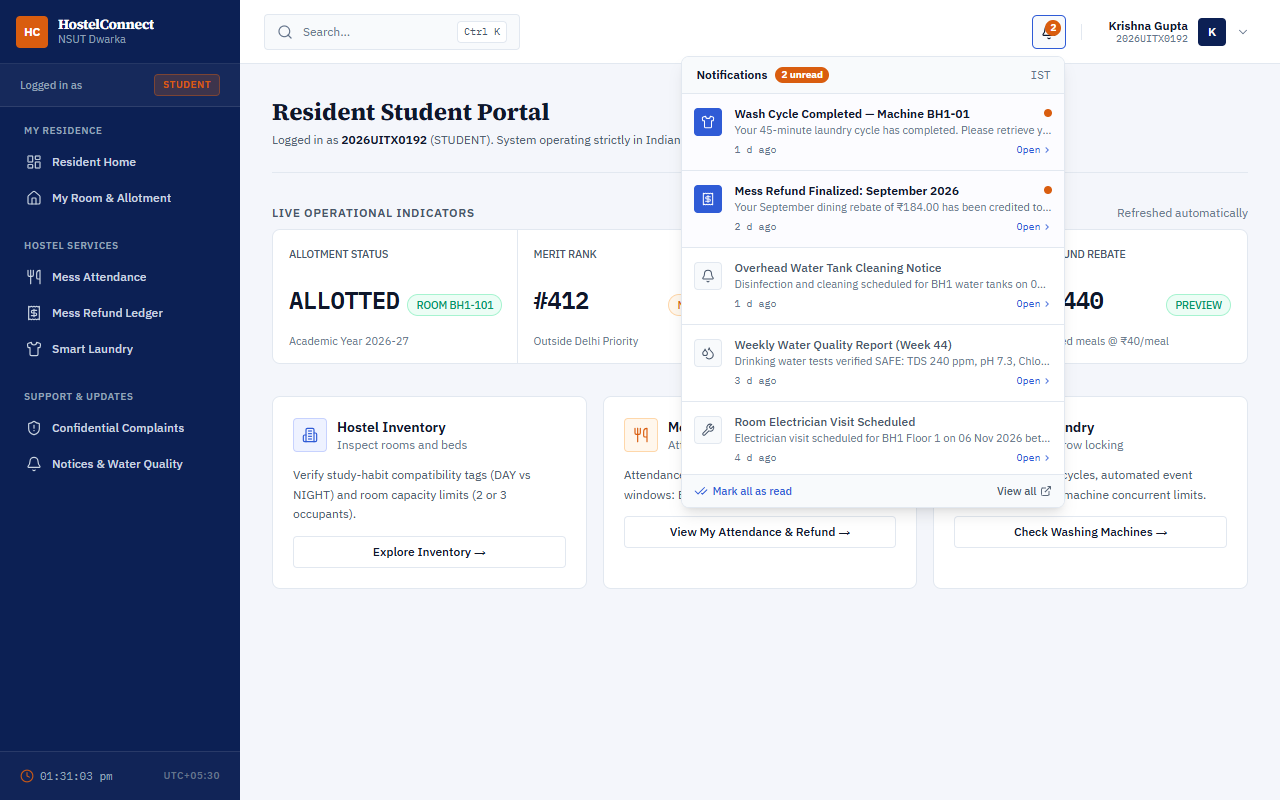 HC
HostelConnect
NSUT Dwarka
Logged in as
STUDENT
MY RESIDENCE
Resident Home
My Room & Allotment
HOSTEL SERVICES
Mess Attendance
Mess Refund Ledger
Smart Laundry
SUPPORT & UPDATES
Confidential Complaints
Notices & Water Quality
01:31:03 pm
UTC+05:30
Search...
Ctrl K
2
Krishna Gupta
2026UITX0192
K
Resident Student Portal
Logged in as 2026UITX0192 (STUDENT). System operating strictly in Indian
LIVE OPERATIONAL INDICATORS
Refreshed automatically
ALLOTMENT STATUS
ALLOTTED
ROOM BH1-101
Academic Year 2026-27
MERIT RANK
#412
Outside Delhi Priority
UND REBATE
440
PREVIEW
ed meals @ ₹40/meal
Hostel Inventory
Inspect rooms and beds
Verify study-habit compatibility tags (DAY vs
NIGHT) and room capacity limits (2 or 3
occupants).
Explore Inventory →
Attendance
windows:
View My Attendance & Refund →
ndry
row locking
cycles, automated event
machine concurrent limits.
Check Washing Machines →
Notifications
2 unread
IST
Wash Cycle Completed — Machine BH1-01
Your 45-minute laundry cycle has completed. Please retrieve y...
1 d ago
Open ›
Mess Refund Finalized: September 2026
Your September dining rebate of ₹184.00 has been credited to...
2 d ago
Open ›
Overhead Water Tank Cleaning Notice
Disinfection and cleaning scheduled for BH1 water tanks on 0...
1 d ago
Open ›
Weekly Water Quality Report (Week 44)
Drinking water tests verified SAFE: TDS 240 ppm, pH 7.3, Chlo...
3 d ago
Open ›
Room Electrician Visit Scheduled
Electrician visit scheduled for BH1 Floor 1 on 06 Nov 2026 bet...
4 d ago
Open ›
Mark all as read
View all